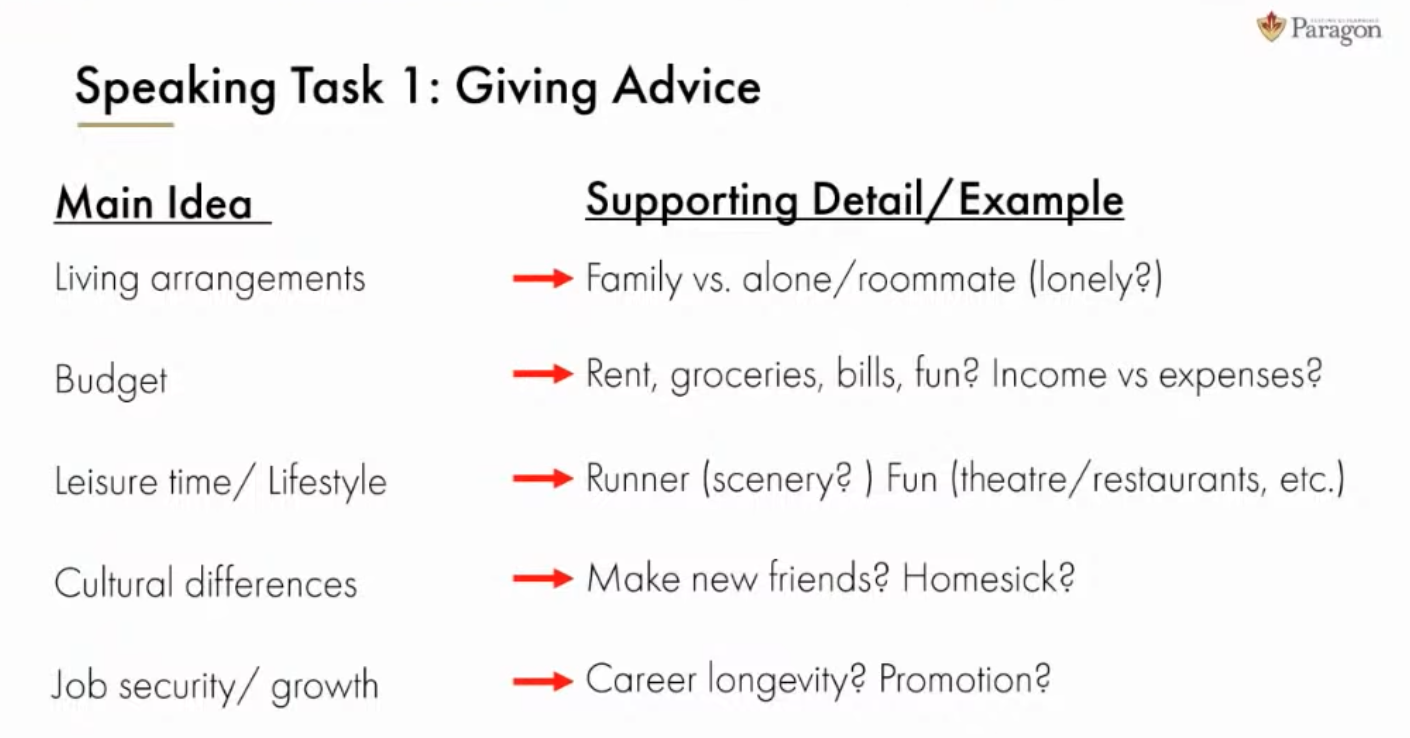 Paragon
Speaking Task 1: Giving Advice
Main Idea Supporting Detail/Example
Living arrangements Family vs. alone/roommate (lonely?)
Budget Rent, groceries, bills, fun? Income vs expenses?
Leisure time/ Lifestyle Runner (scenery? ) Fun (theatre/restaurants, etc.)
Cultural differences Make new friends? Homesick?
Job security/ growth Career longevity? Promotion?